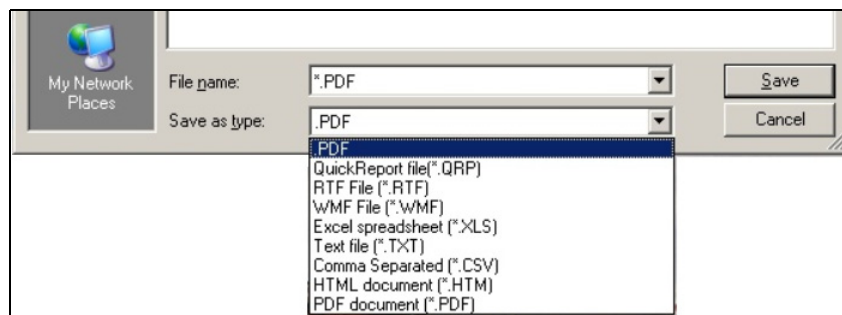 My Network
Places
File name:
*.PDF
Save
Save as type:
.PDF
Cancel
.PDF
QuickReport file(*.QRP)
RTF File (*.RTF)
WMF File (*.WMF)
Excel spreadsheet (*.XLS)
Text file (*.TXT)
Comma Separated (*.CSV)
HTML document (*.HTM)
PDF document (*.PDF)